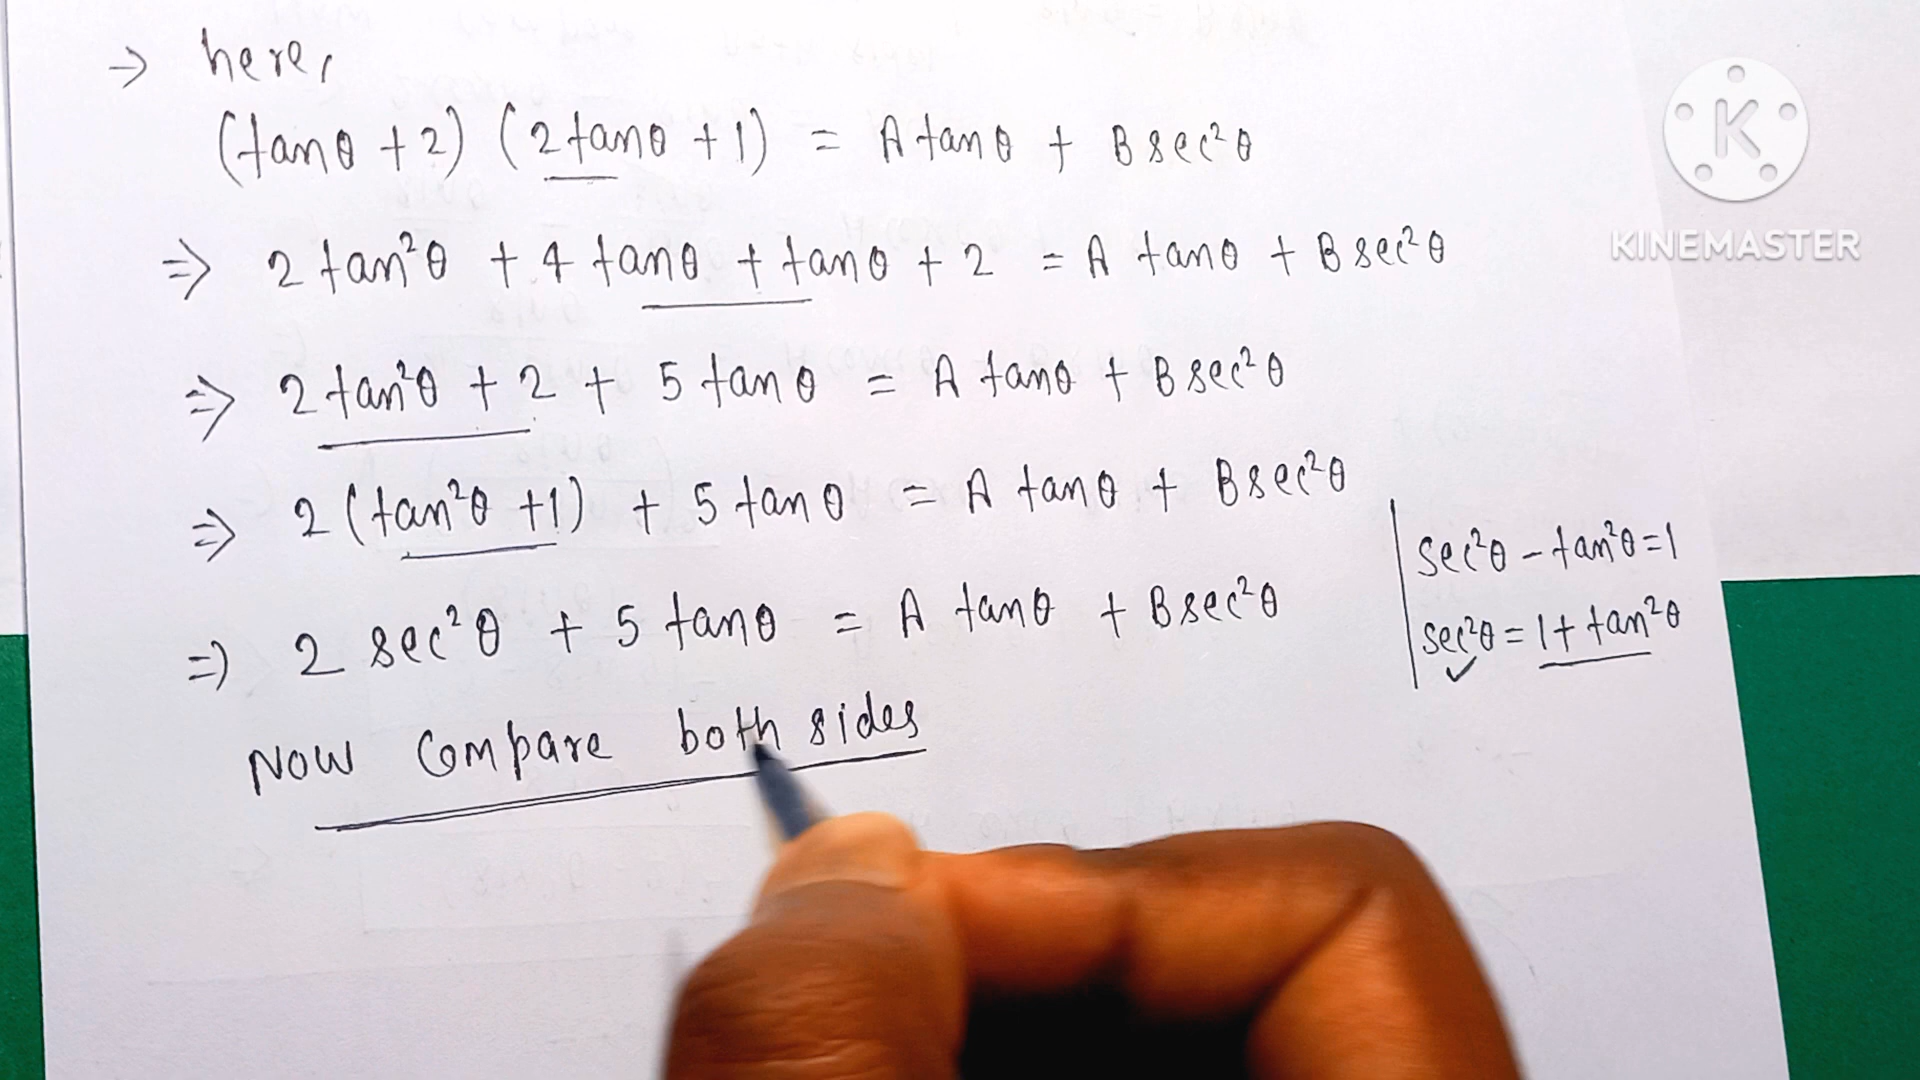 → here,
(tanθ + 2) (2tanθ + 1) = A tanθ + B sec²θ
⇒ 2 tan²θ + 4 tanθ + tanθ + 2 = A tanθ + B sec²θ
⇒ 2 tan²θ + 2 + 5 tanθ = A tanθ + B sec²θ
⇒ 2 (tan²θ + 1) + 5 tanθ = A tanθ + B sec²θ
⇒ 2 sec²θ + 5 tanθ = A tanθ + B sec²θ
Now Compare both sides
sec²θ - tan²θ = 1
sec²θ = 1 + tan²θ
✓
K
KINEMASTER